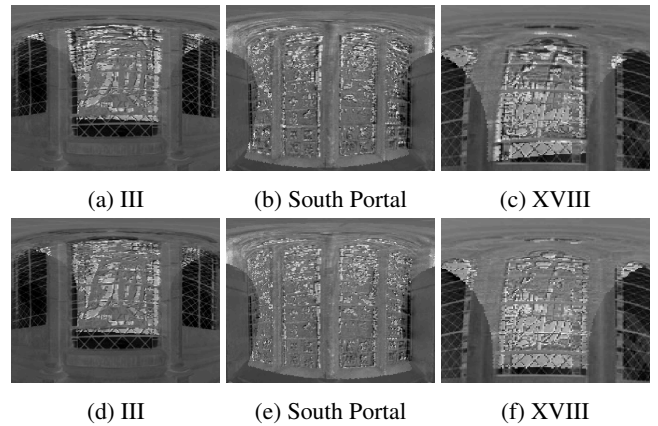 (a) III
(b) South Portal
(c) XVIII
(d) III
(e) South Portal
(f) XVIII